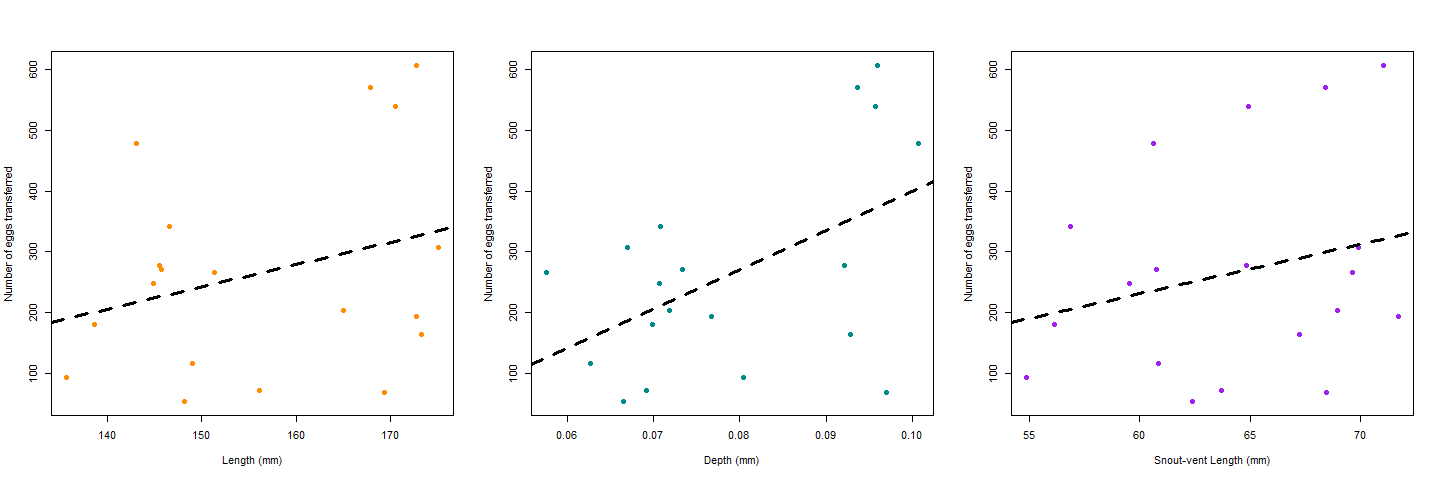 Number of eggs transferred
600
500
400
300
200
100
140 150 160 170
Length (mm)
Number of eggs transferred
600
500
400
300
200
100
0.06 0.07 0.08 0.09 0.10
Depth (mm)
Number of eggs transferred
600
500
400
300
200
100
55 60 65 70
Snout-vent Length (mm)